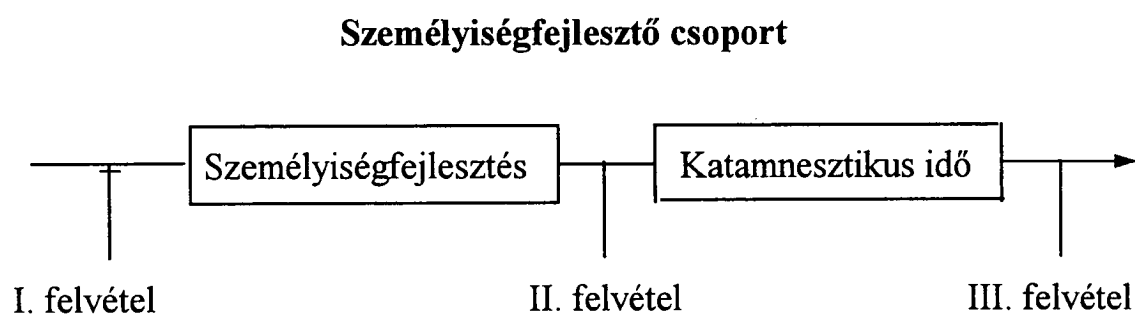 Személyiségfejlesztő csoport
Személyiségfejlesztés
Katamnesztikus idő
I. felvétel
II. felvétel
III. felvétel